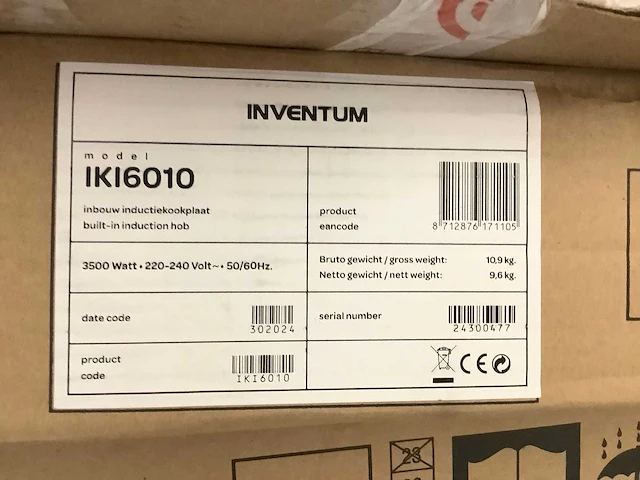 INVENTUM
model
IKI6010
inbouw inductiekookplaat
built-in induction hob
product
eancode
8 712876 171105
3500 Watt • 220-240 Volt~ • 50/60Hz.
Bruto gewicht / gross weight: 10,9 kg.
Netto gewicht / nett weight: 9,6 kg.
date code
302024
serial number
24300477
product
code
IKI6010
CE
23